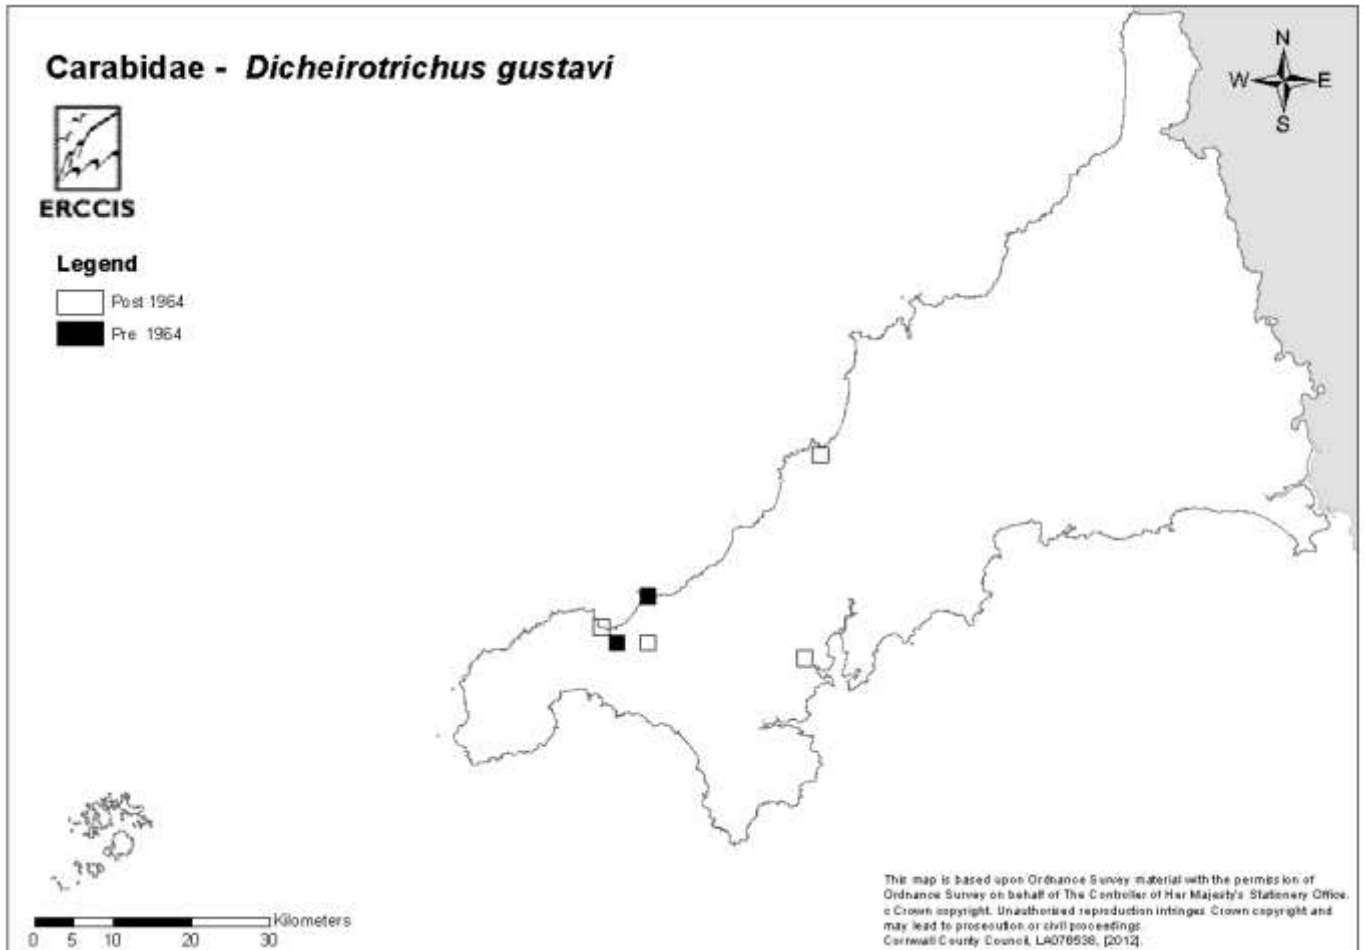 Carabidae - Dicheirotrichus gustavi
N
W E
S
ERCCIS
Legend
Post 1964
Pre 1964
Kilometers
0 5 10 20 30
This map is based upon Ordnance Survey material with the permission of
Ordnance Survey on behalf of The Controller of Her Majesty's Stationery Office.
c Crown copyright. Unauthorised reproduction infringes Crown copyright and
may lead to prosecution or civil proceedings.
Cornwall County Council, LA076538, [2012].